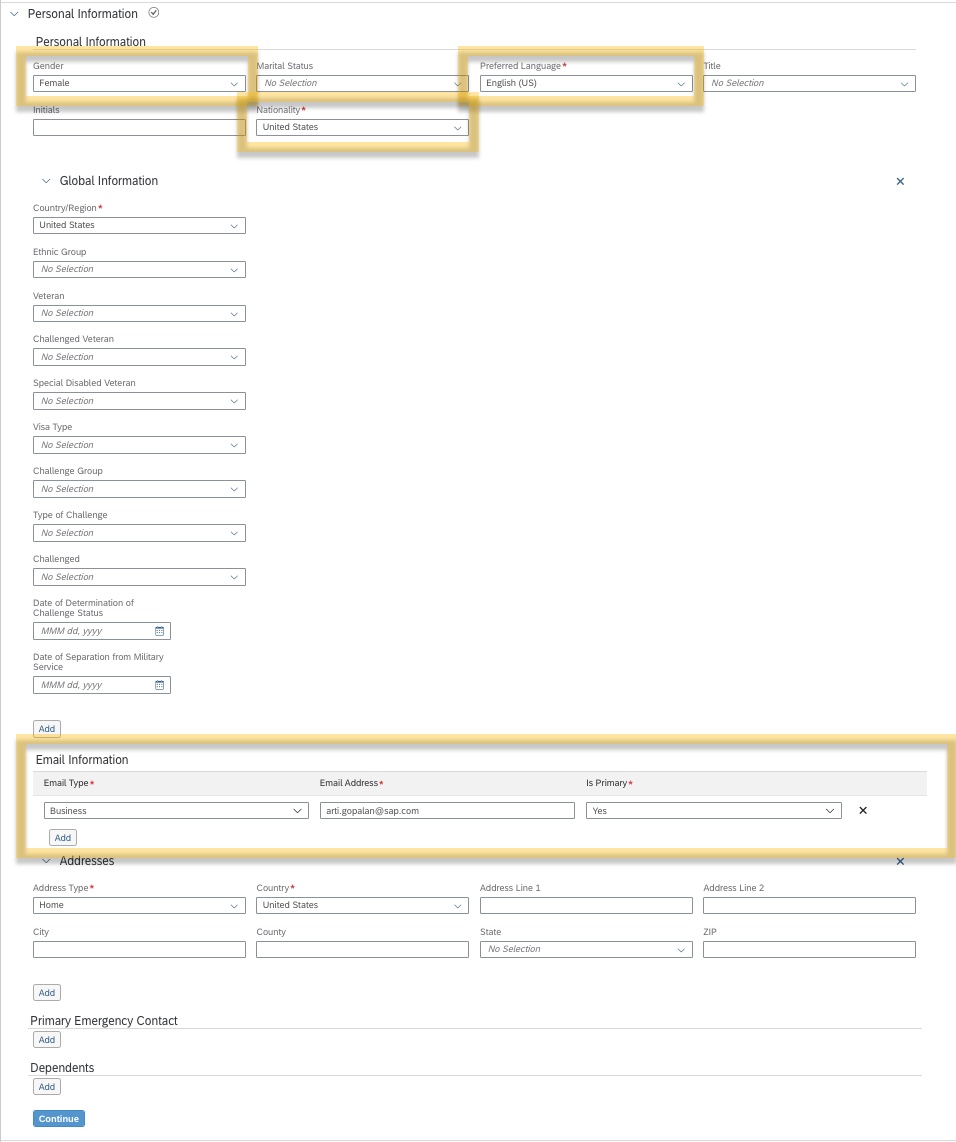 Personal Information
Personal Information
Gender Marital Status Preferred Language* Title
Female No Selection English (US) No Selection
Initials Nationality*
United States
Global Information
Country/Region*
United States
Ethnic Group
No Selection
Veteran
No Selection
Challenged Veteran
No Selection
Special Disabled Veteran
No Selection
Visa Type
No Selection
Challenge Group
No Selection
Type of Challenge
No Selection
Challenged
No Selection
Date of Determination of
Challenge Status
MMM dd, yyyy
Date of Separation from Military
Service
MMM dd, yyyy
Add
Email Information
Email Type* Email Address* Is Primary*
Business arti.gopalan@sap.com Yes
Add
Addresses
Address Type* Country* Address Line 1 Address Line 2
Home United States
City County State ZIP
No Selection
Add
Primary Emergency Contact
Add
Dependents
Add
Continue